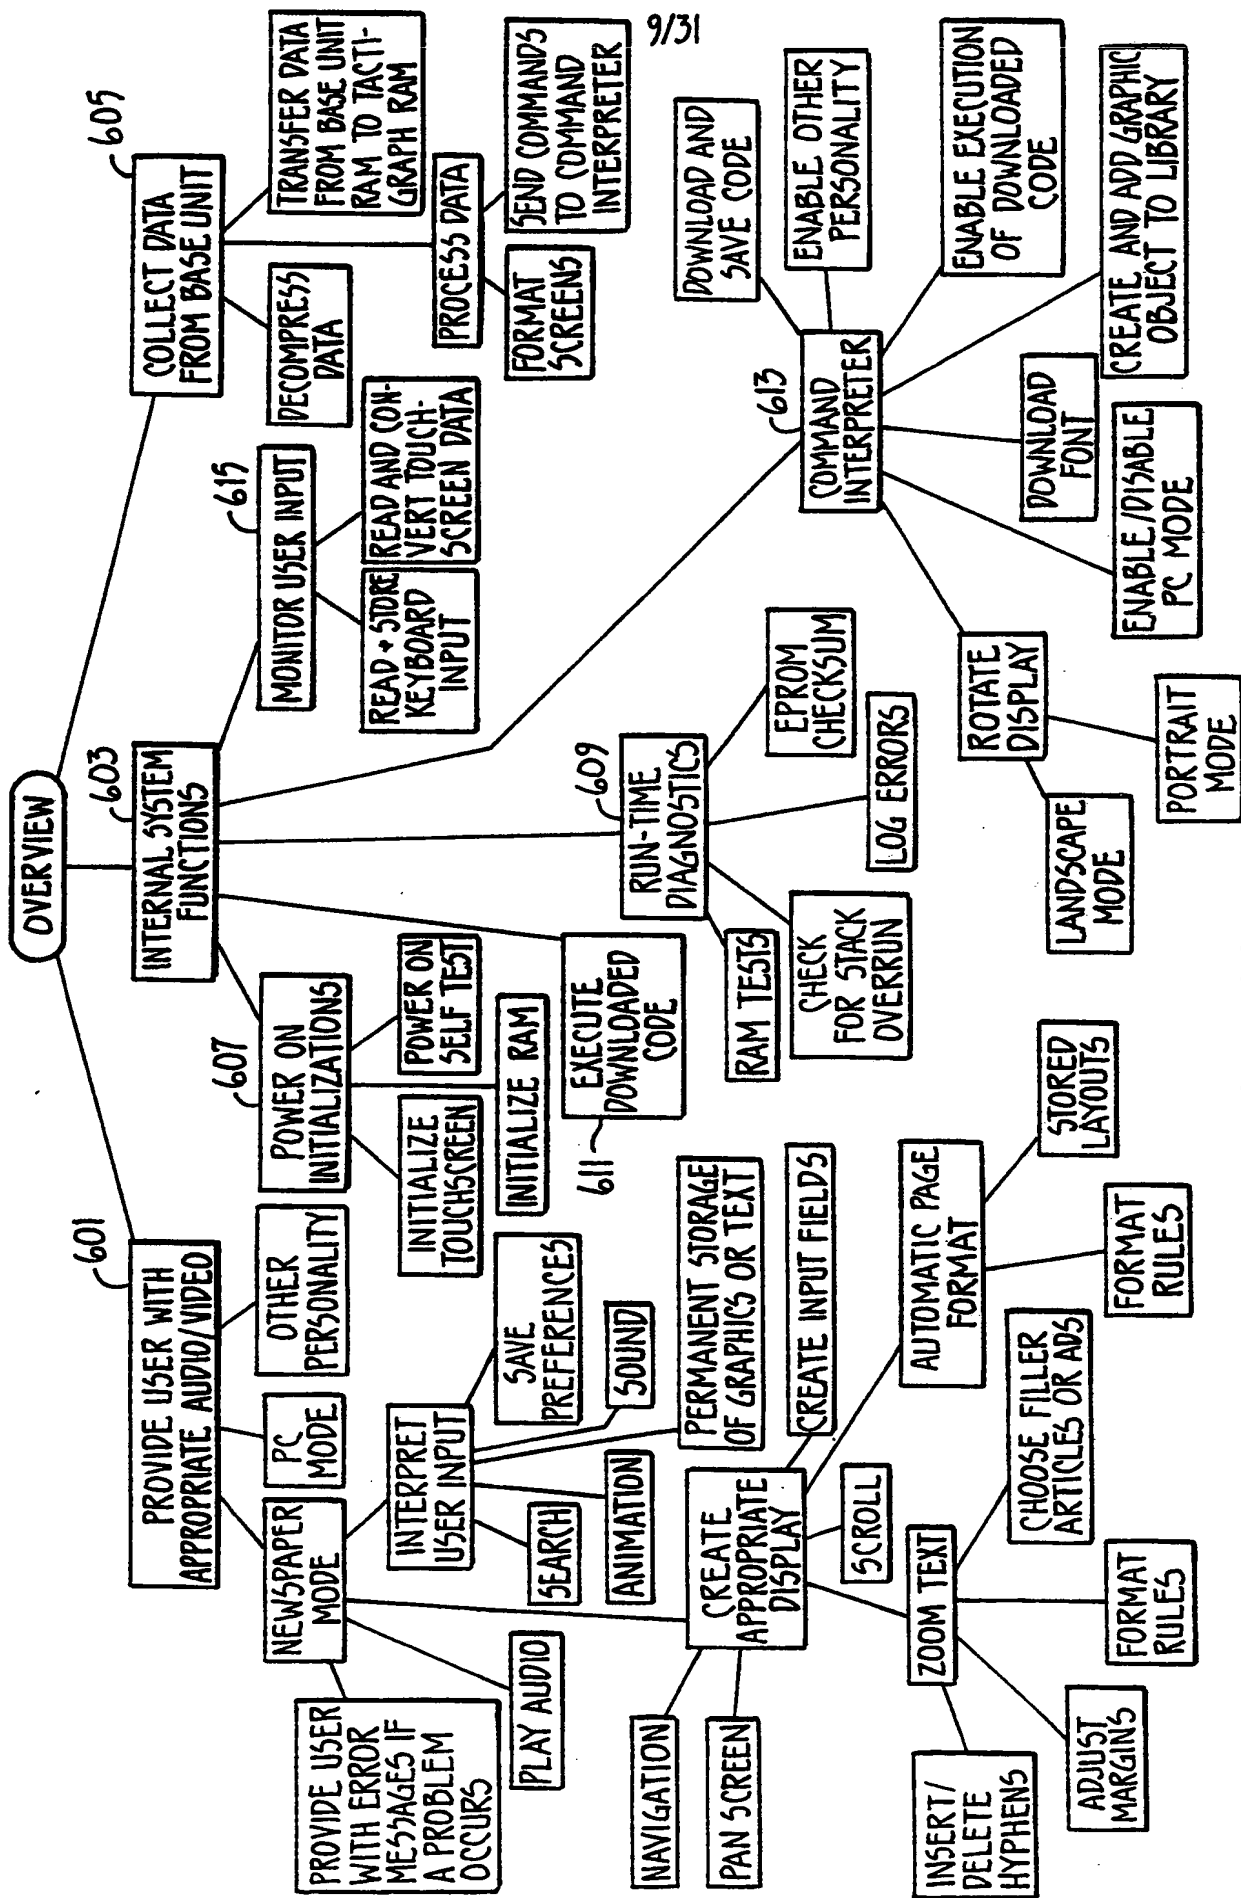 9/31
OVERVIEW
601
PROVIDE USER WITH
APPROPRIATE AUDIO/VIDEO
603
INTERNAL SYSTEM
FUNCTIONS
605
COLLECT DATA
FROM BASE UNIT
NEWSPAPER
MODE
PC
MODE
OTHER
PERSONALITY
607
POWER ON
INITIALIZATIONS
615
MONITOR USER INPUT
DECOMPRESS
DATA
TRANSFER DATA
FROM BASE UNIT
RAM TO TACTI-
GRAPH RAM
PROVIDE USER
WITH ERROR
MESSAGES IF
A PROBLEM
OCCURS
INTERPRET
USER INPUT
INITIALIZE
TOUCHSCREEN
POWER ON
SELF TEST
READ + STORE
KEYBOARD
INPUT
READ AND CON-
VERT TOUCH-
SCREEN DATA
PROCESS DATA
PLAY AUDIO
SEARCH
SAVE
PREFERENCES
INITIALIZE RAM
FORMAT
SCREENS
SEND COMMANDS
TO COMMAND
INTERPRETER
ANIMATION
SOUND
611
EXECUTE
DOWNLOADED
CODE
609
RUN-TIME
DIAGNOSTICS
NAVIGATION
PERMANENT STORAGE
OF GRAPHICS OR TEXT
DOWNLOAD AND
SAVE CODE
PAN SCREEN
CREATE
APPROPRIATE
DISPLAY
CREATE INPUT FIELDS
RAM TESTS
EPROM
CHECKSUM
613
COMMAND
INTERPRETER
ENABLE OTHER
PERSONALITY
CHECK
FOR STACK
OVERRUN
SCROLL
LOG ERRORS
ZOOM TEXT
AUTOMATIC PAGE
FORMAT
ROTATE
DISPLAY
ENABLE EXECUTION
OF DOWNLOADED
CODE
INSERT/
DELETE
HYPHENS
CHOOSE FILLER
ARTICLES OR ADS
STORED
LAYOUTS
LANDSCAPE
MODE
DOWNLOAD
FONT
ADJUST
MARGINS
FORMAT
RULES
FORMAT
RULES
PORTRAIT
MODE
ENABLE/DISABLE
PC MODE
CREATE AND ADD GRAPHIC
OBJECT TO LIBRARY